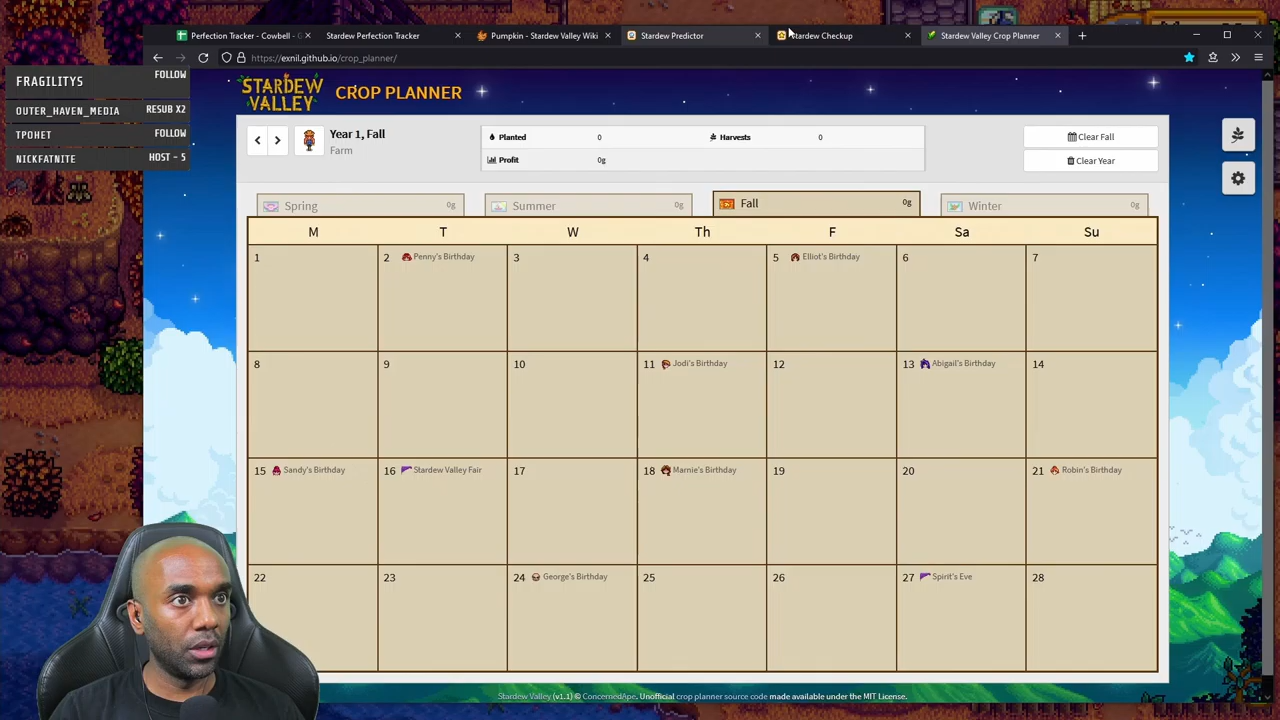 Perfection Tracker - Cowbell - G
Stardew Perfection Tracker
Pumpkin - Stardew Valley Wiki
Stardew Predictor
Stardew Checkup
Stardew Valley Crop Planner
https://exnil.github.io/crop_planner/
FRAGILITYS FOLLOW
OUTER_HAVEN_MEDIA RESUB X2
TPOHET FOLLOW
NICKFATNITE HOST - 5
STARDEW VALLEY
CROP PLANNER
Year 1, Fall
Farm
Planted 0 Harvests 0
Profit 0g
Clear Fall
Clear Year
Spring 0g Summer 0g Fall 0g Winter 0g
M T W Th F Sa Su
1 2 Penny's Birthday 3 4 5 Elliot's Birthday 6 7
8 9 10 11 Jodi's Birthday 12 13 Abigail's Birthday 14
15 Sandy's Birthday 16 Stardew Valley Fair 17 18 Marnie's Birthday 19 20 21 Robin's Birthday
22 23 24 George's Birthday 25 26 27 Spirit's Eve 28
Stardew Valley (v1.1) © ConcernedApe. Unofficial crop planner source code made available under the MIT License.